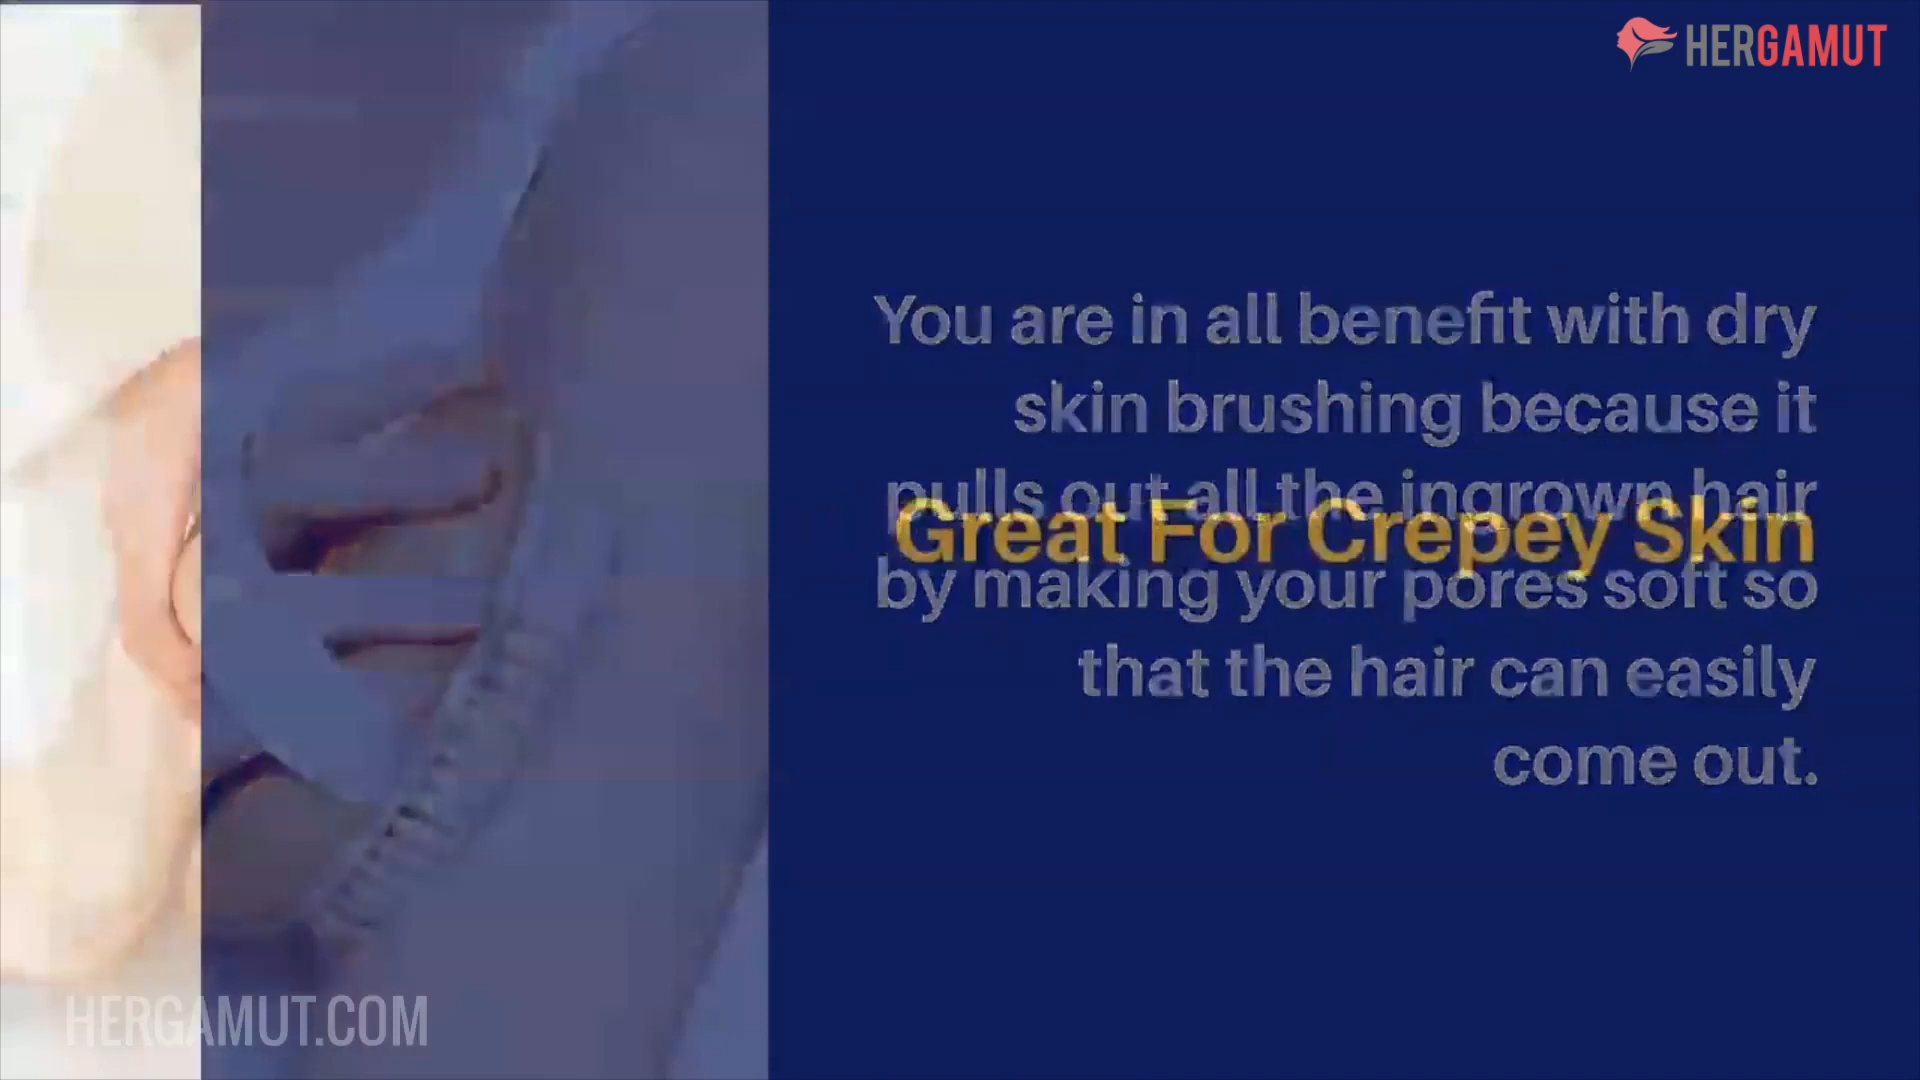 HERGAMUT
You are in all benefit with dry
skin brushing because it
pulls out all the ingrown hair
Great For Crepey Skin
by making your pores soft so
that the hair can easily
come out.
HERGAMUT.COM